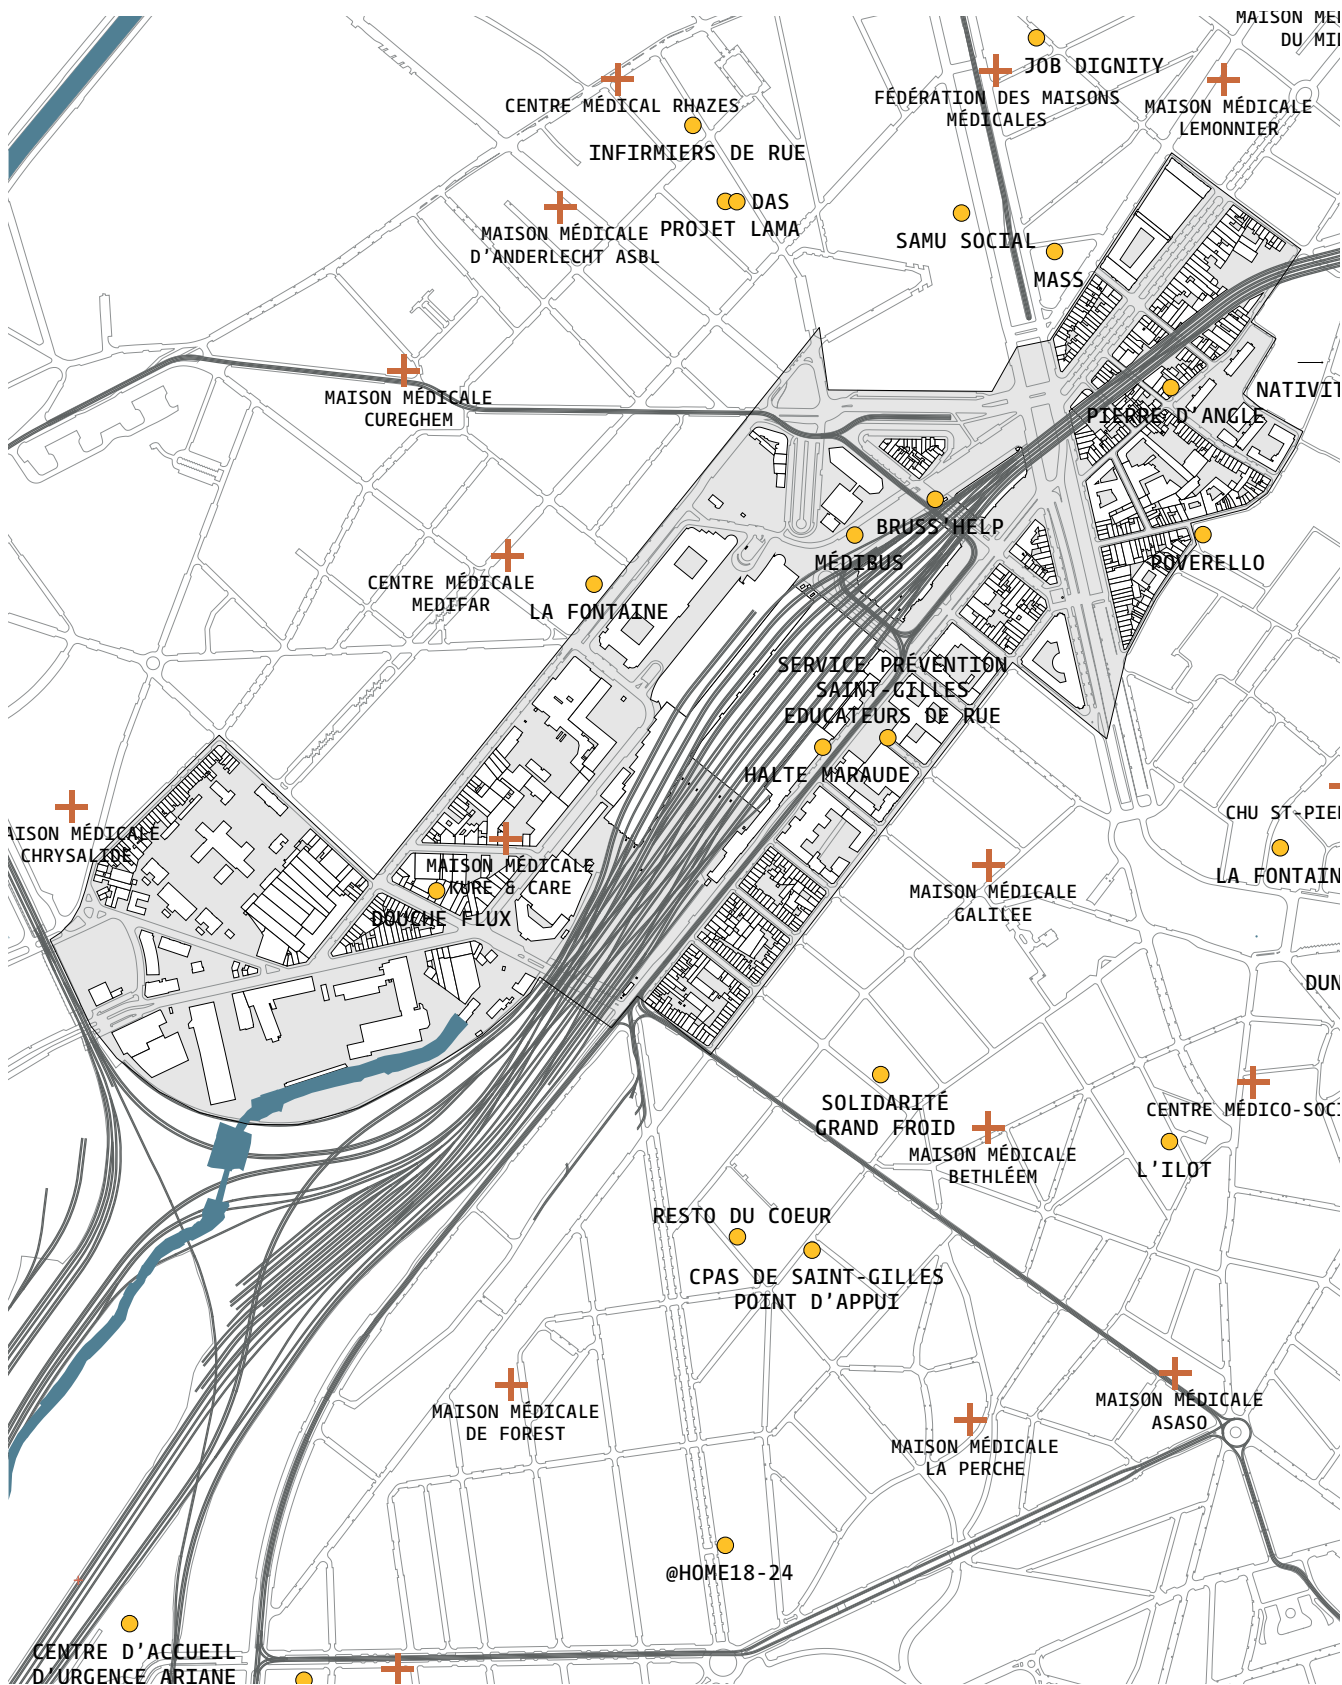 MAISON
DU
JOB DIGNITY
CENTRE MÉDICAL RHAZES
FÉDÉRATION DES MAISONS
MÉDICALES
MAISON MÉDICALE
LEMONNIER
INFIRMIERS DE RUE
DAS
PROJET LAMA
MAISON MÉDICALE
D'ANDERLECHT ASBL
SAMU SOCIAL
MASS
MAISON MÉDICALE
CUREGHEM
NATIVIT
PIERRE D'ANGLE
BRUSS'HELP
MÉDIBUS
POVERELLO
CENTRE MÉDICALE
MEDIFAR
LA FONTAINE
SERVICE PRÉVENTION
SAINT-GILLES
EDUCATEURS DE RUE
HALTE MARAUDE
AISON MÉDICALE
CHRYSALIDE
CHU ST-PIE
MAISON MÉDICALE
KURE & CARE
DOUCHE FLUX
MAISON MÉDICALE
GALILEE
LA FONTAIN
DUN
SOLIDARITÉ
GRAND FROID
MAISON MÉDICALE
BETHLÉEM
CENTRE MÉDICO-SOCI
L'ILOT
RESTO DU COEUR
CPAS DE SAINT-GILLES
POINT D'APPUI
MAISON MÉDICALE
DE FOREST
MAISON MÉDICALE
ASASO
MAISON MÉDICALE
LA PERCHE
@HOME18-24
CENTRE D'ACCUEIL
D'URGENCE ARIANE